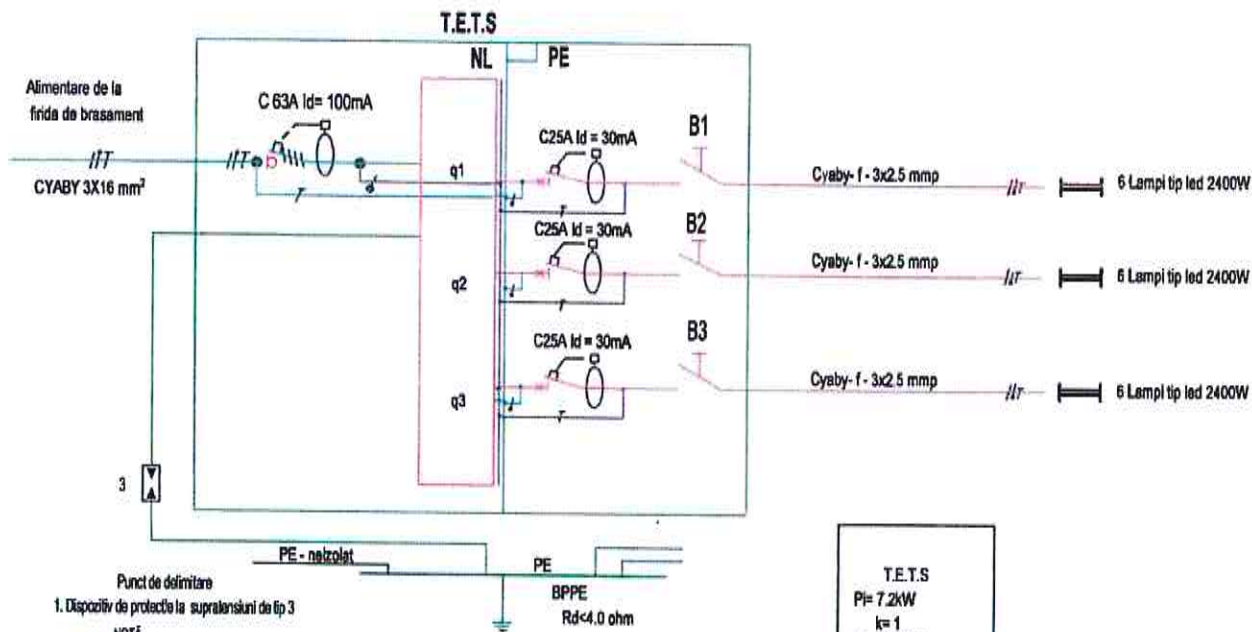 T.E.T.S
NL PE
Alimentare de la
firida de brasament
C 63A Id= 100mA
CYABY 3X16 mm²
q1
C25A Id = 30mA
B1
Cyaby- f - 3x2.5 mmp
6 Lampi tip led 2400W
q2
C25A Id = 30mA
B2
Cyaby- f - 3x2.5 mmp
6 Lampi tip led 2400W
q3
C25A Id = 30mA
B3
Cyaby- f - 3x2.5 mmp
6 Lampi tip led 2400W
3
PE - neizolat
PE
BPPE
Rd<4.0 ohm
Punct de delimitare
1. Dispozitiv de protectie la supratensiuni de tip 3
T.E.T.S
Pi= 7.2kW
k= 1